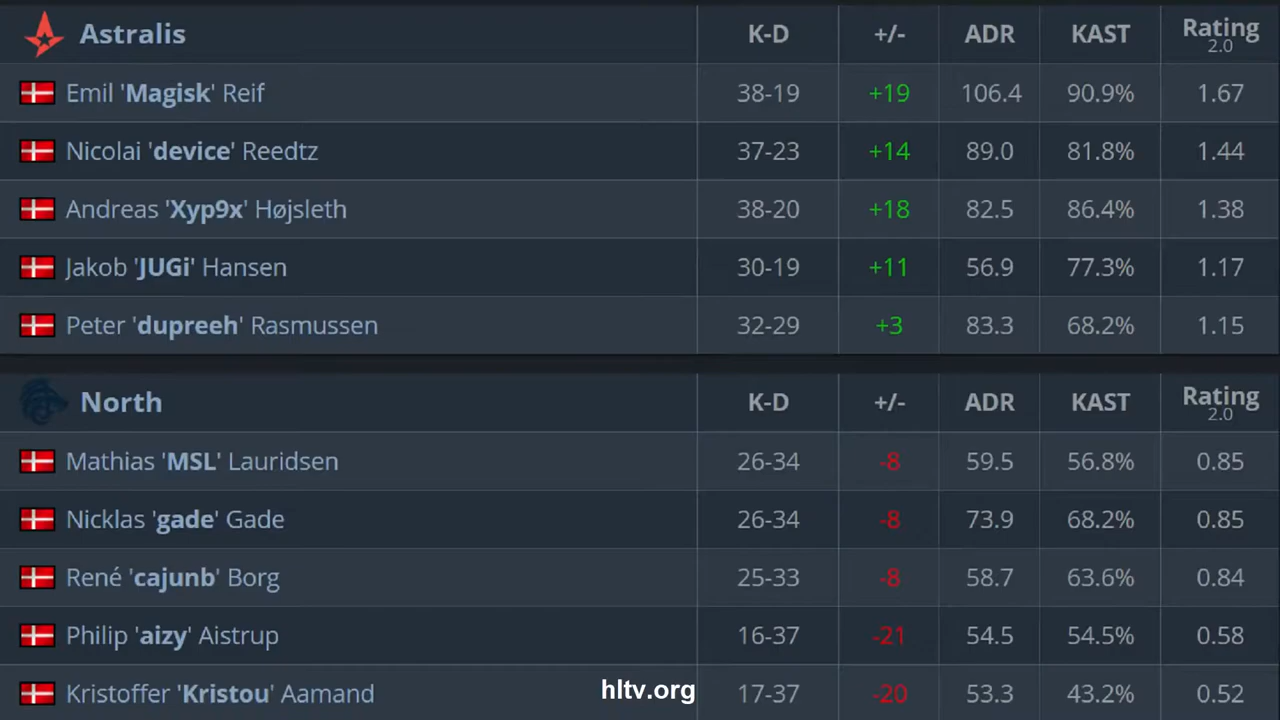 Astralis K-D +/- ADR KAST Rating 2.0
Emil 'Magisk' Reif 38-19 +19 106.4 90.9% 1.67
Nicolai 'device' Reedtz 37-23 +14 89.0 81.8% 1.44
Andreas 'Xyp9x' Højsleth 38-20 +18 82.5 86.4% 1.38
Jakob 'JUGi' Hansen 30-19 +11 56.9 77.3% 1.17
Peter 'dupreeh' Rasmussen 32-29 +3 83.3 68.2% 1.15
North K-D +/- ADR KAST Rating 2.0
Mathias 'MSL' Lauridsen 26-34 -8 59.5 56.8% 0.85
Nicklas 'gade' Gade 26-34 -8 73.9 68.2% 0.85
René 'cajunb' Borg 25-33 -8 58.7 63.6% 0.84
Philip 'aizy' Aistrup 16-37 -21 54.5 54.5% 0.58
Kristoffer 'Kristou' Aamand hltv.org 17-37 -20 53.3 43.2% 0.52